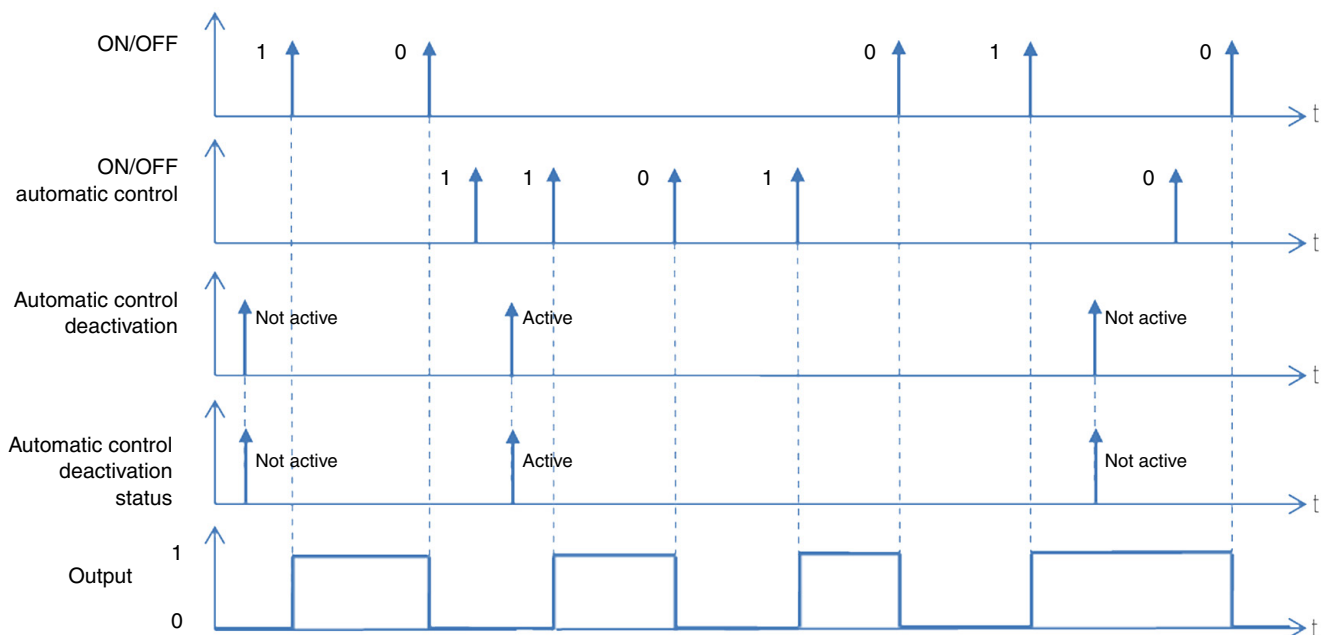 ON/OFF
1 0 0 1 0
t
ON/OFF
automatic control
1 1 0 1 0
t
Automatic control
deactivation
Not active Active Not active
t
Automatic control
deactivation
status
Not active Active Not active
t
1
Output
0
t